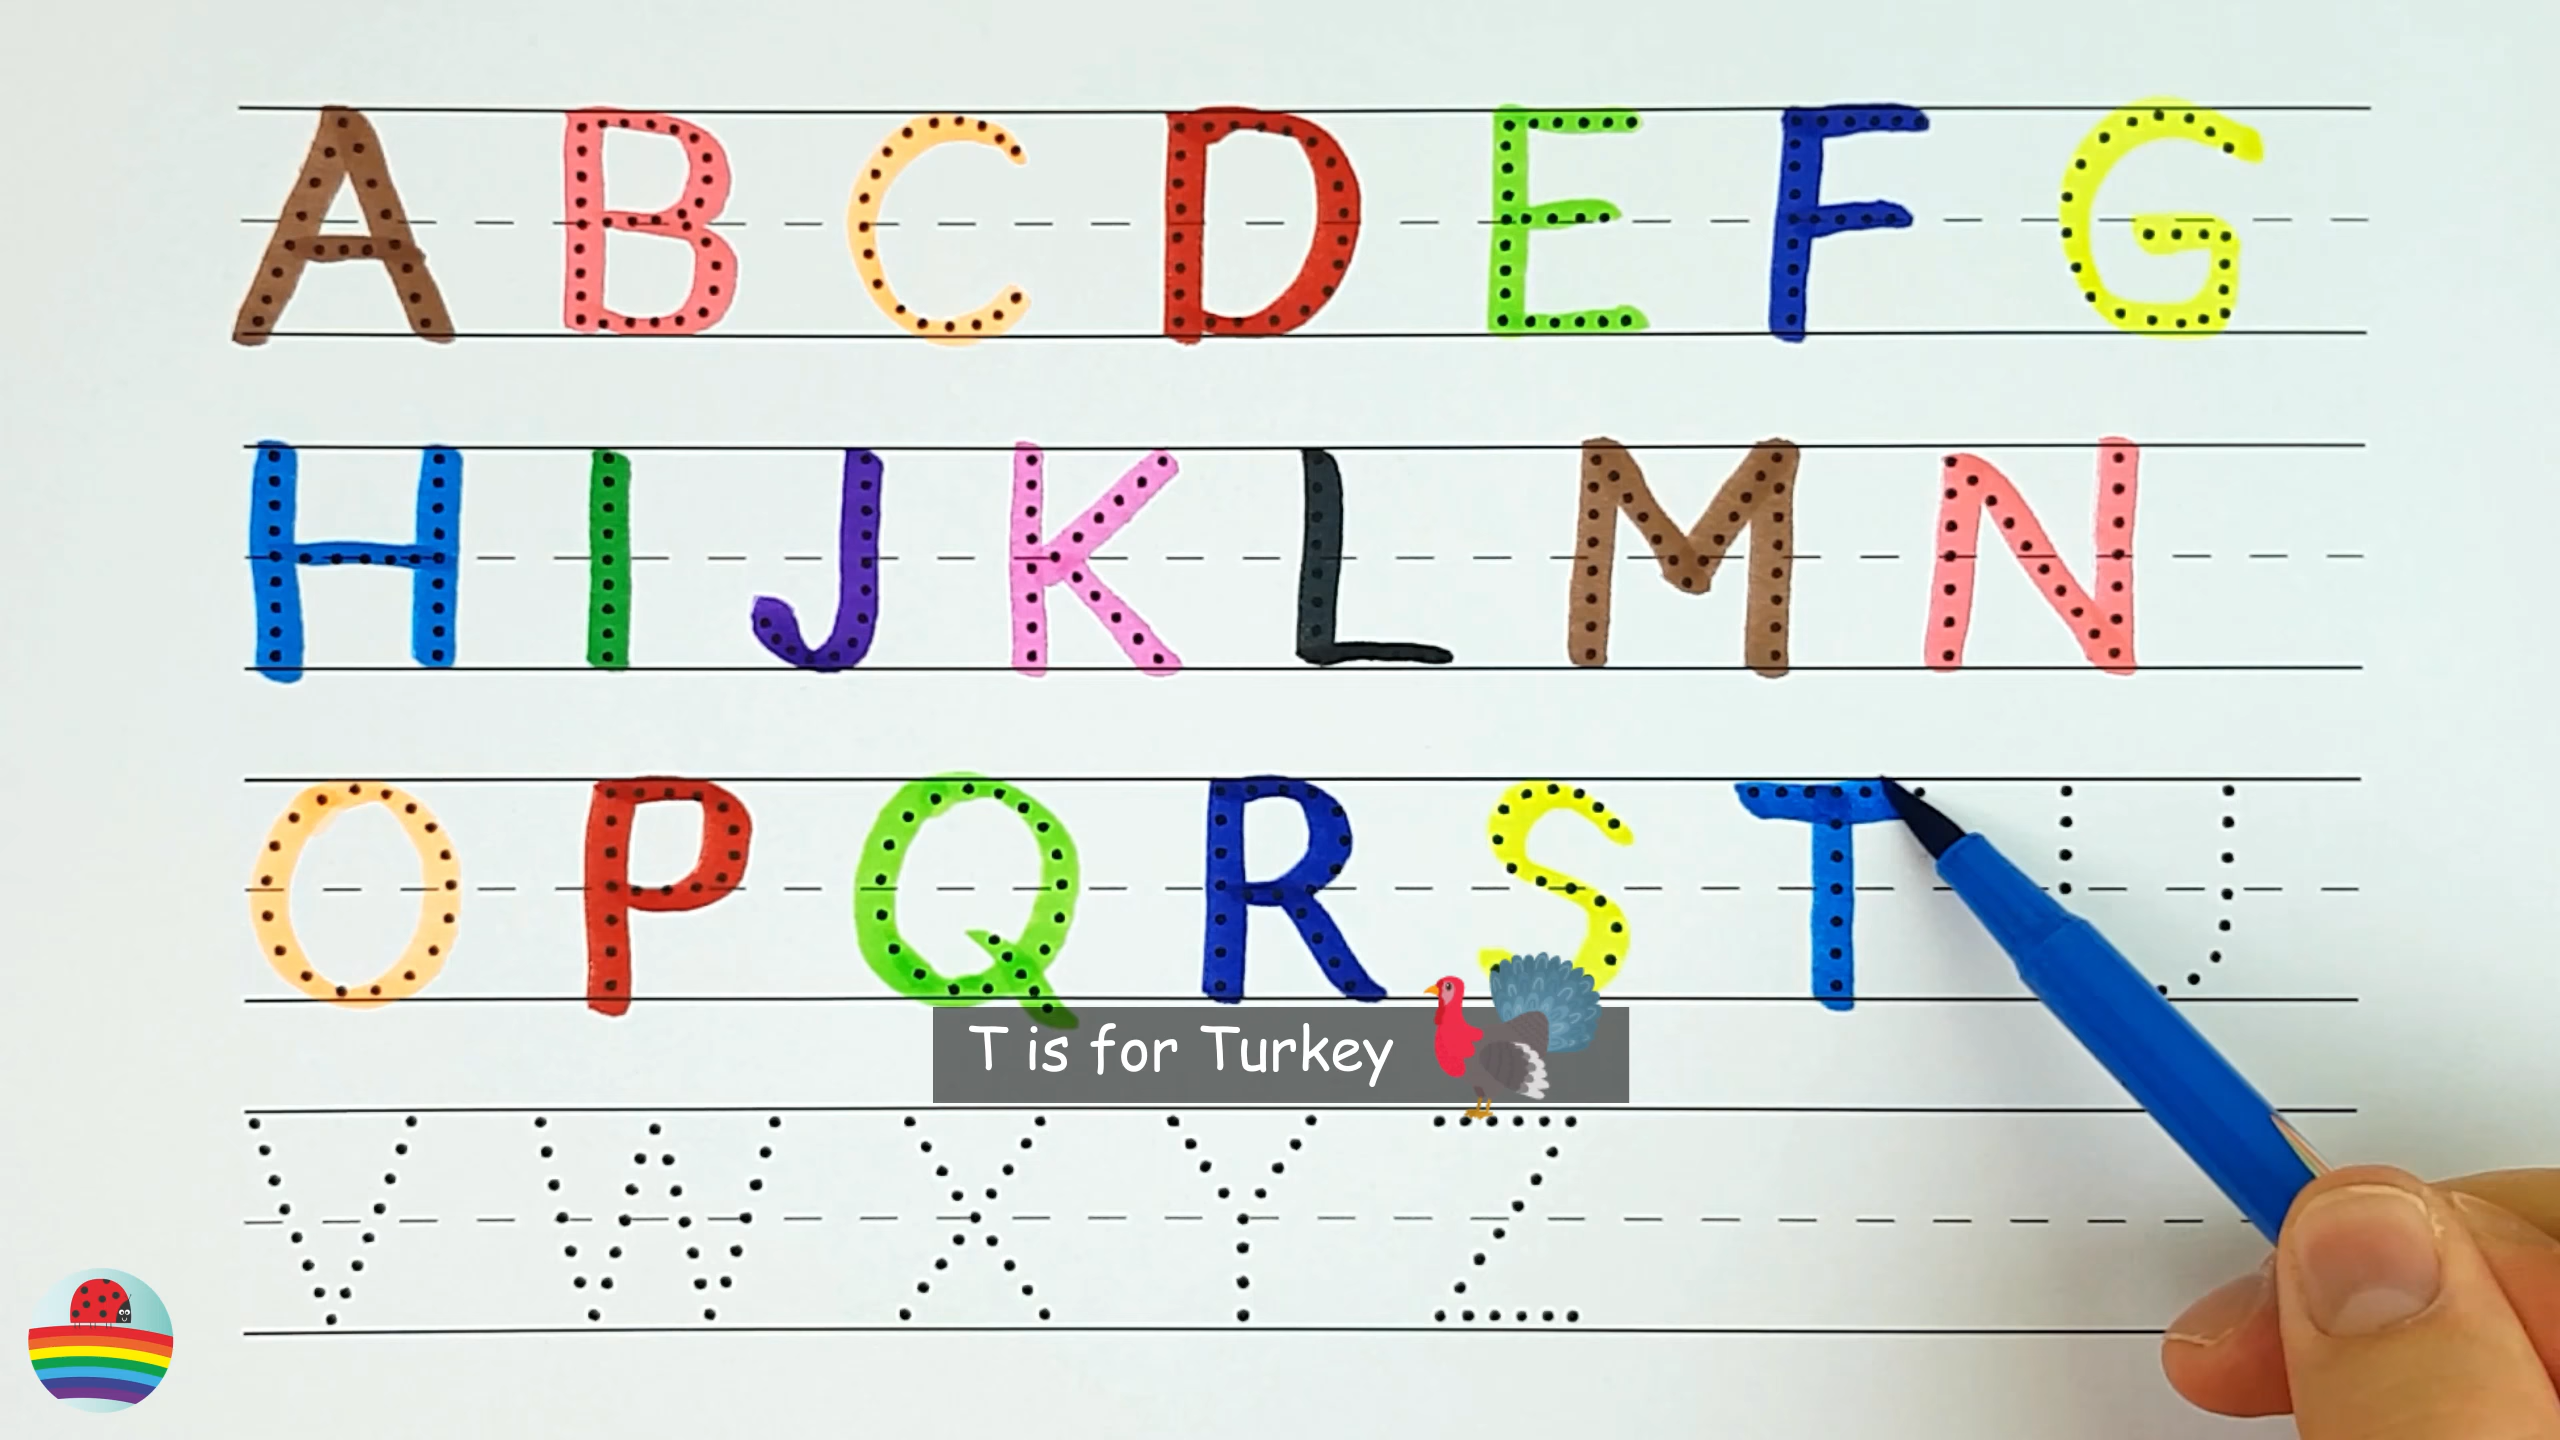 A B C D E F G
H I J K L M N
O P Q R S T U
T is for Turkey
V W X Y Z